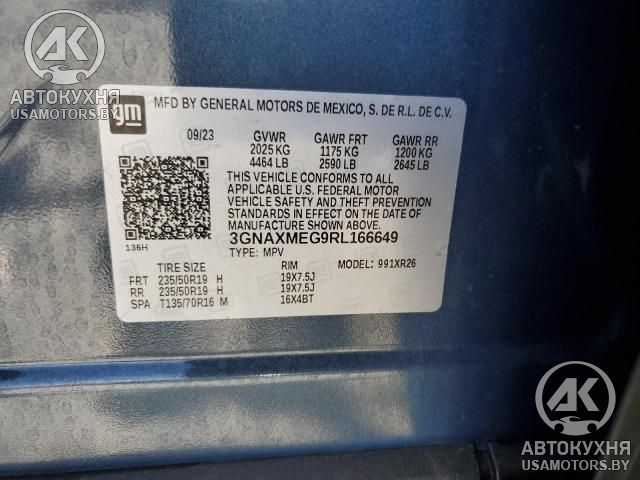 АК
АВТОКУХНЯ
USAMOTORS.BY
gm
MFD BY GENERAL MOTORS DE MEXICO, S. DE R.L. DE C.V.
09/23 GVWR GAWR FRT GAWR RR
2025 KG 1175 KG 1200 KG
4464 LB 2590 LB 2645 LB
THIS VEHICLE CONFORMS TO ALL
APPLICABLE U.S. FEDERAL MOTOR
VEHICLE SAFETY AND THEFT PREVENTION
STANDARDS IN EFFECT ON THE DATE OF
MANUFACTURE SHOWN ABOVE.
3GNAXMEG9RL166649
136H TYPE: MPV
TIRE SIZE RIM MODEL: 991XR26
FRT 235/50R19 H 19X7.5J
RR 235/50R19 H 19X7.5J
SPA T135/70R16 M 16X4BT
АК
АВТОКУХНЯ
USAMOTORS.BY